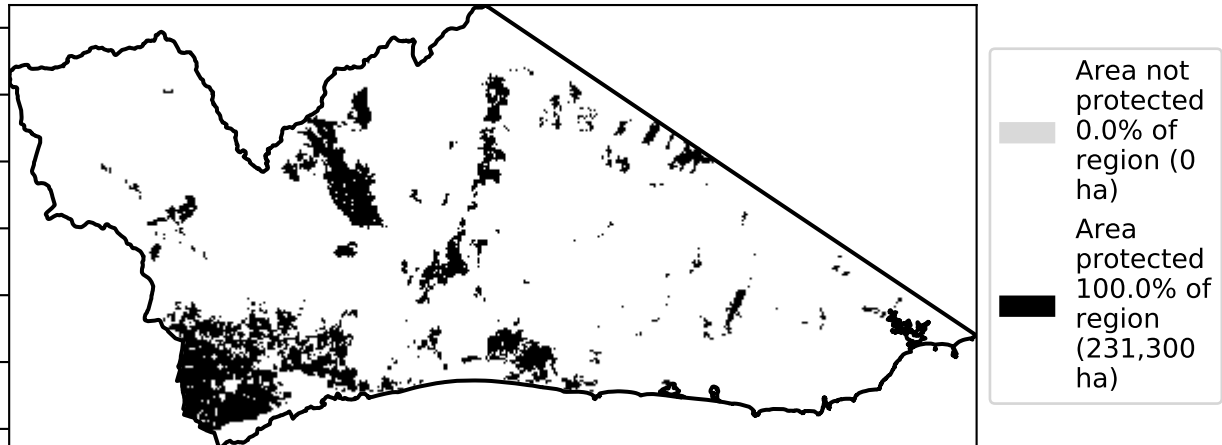 Area not
protected
0.0% of
region (0
ha)
Area
protected
100.0% of
region
(231,300
ha)